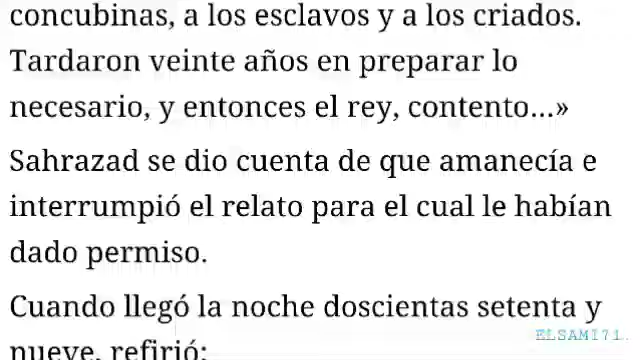 concubinas, a los esclavos y a los criados.
Tardaron veinte años en preparar lo
necesario, y entonces el rey, contento...»
Sahrazad se dio cuenta de que amanecía e
interrumpió el relato para el cual le habían
dado permiso.
Cuando llegó la noche doscientas setenta y
nueve, refirió:
ELSAMI71.